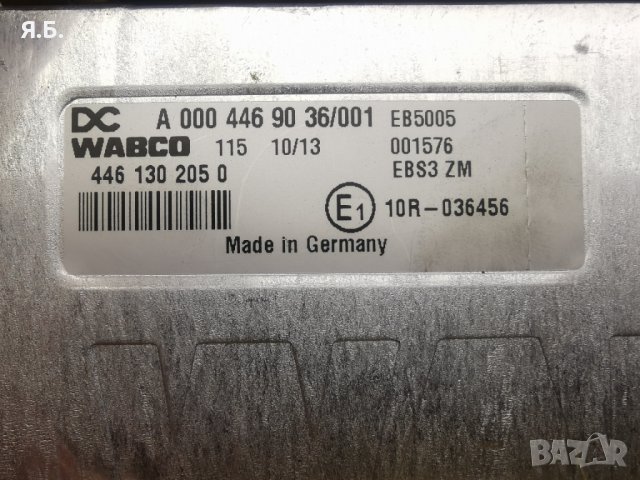 Я.Б.
DC A 000 446 90 36/001 EB5005
WABCO 115 10/13 001576
446 130 205 0 EBS3 ZM
E1 10R-036456
Made in Germany
BAZAR